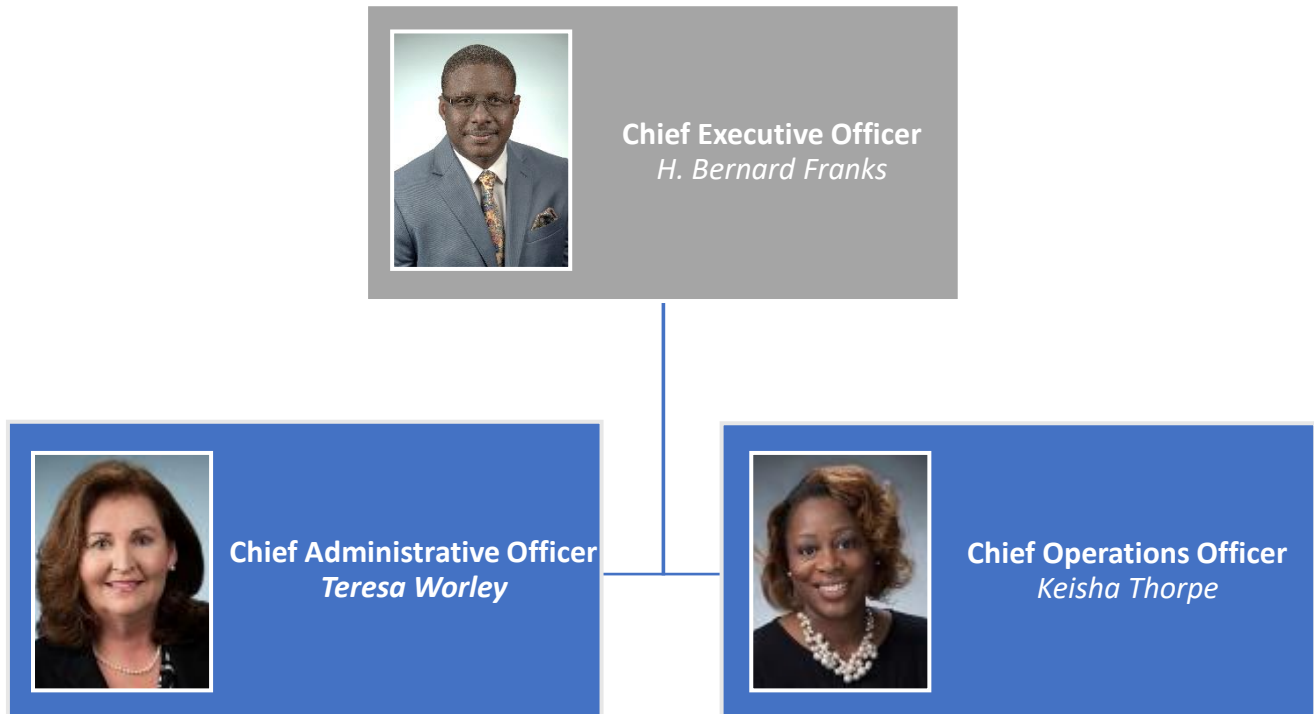 Chief Executive Officer
H. Bernard Franks
Chief Administrative Officer
Teresa Worley
Chief Operations Officer
Keisha Thorpe